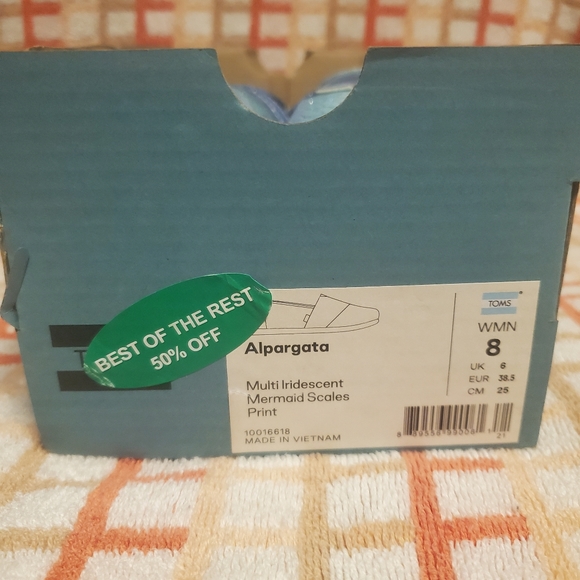 BEST OF THE REST
50% OFF
Alpargata
Multi Iridescent
Mermaid Scales
Print
10016618
MADE IN VIETNAM
TOMS
WMN
8
UK 6
EUR 38.5
CM 25